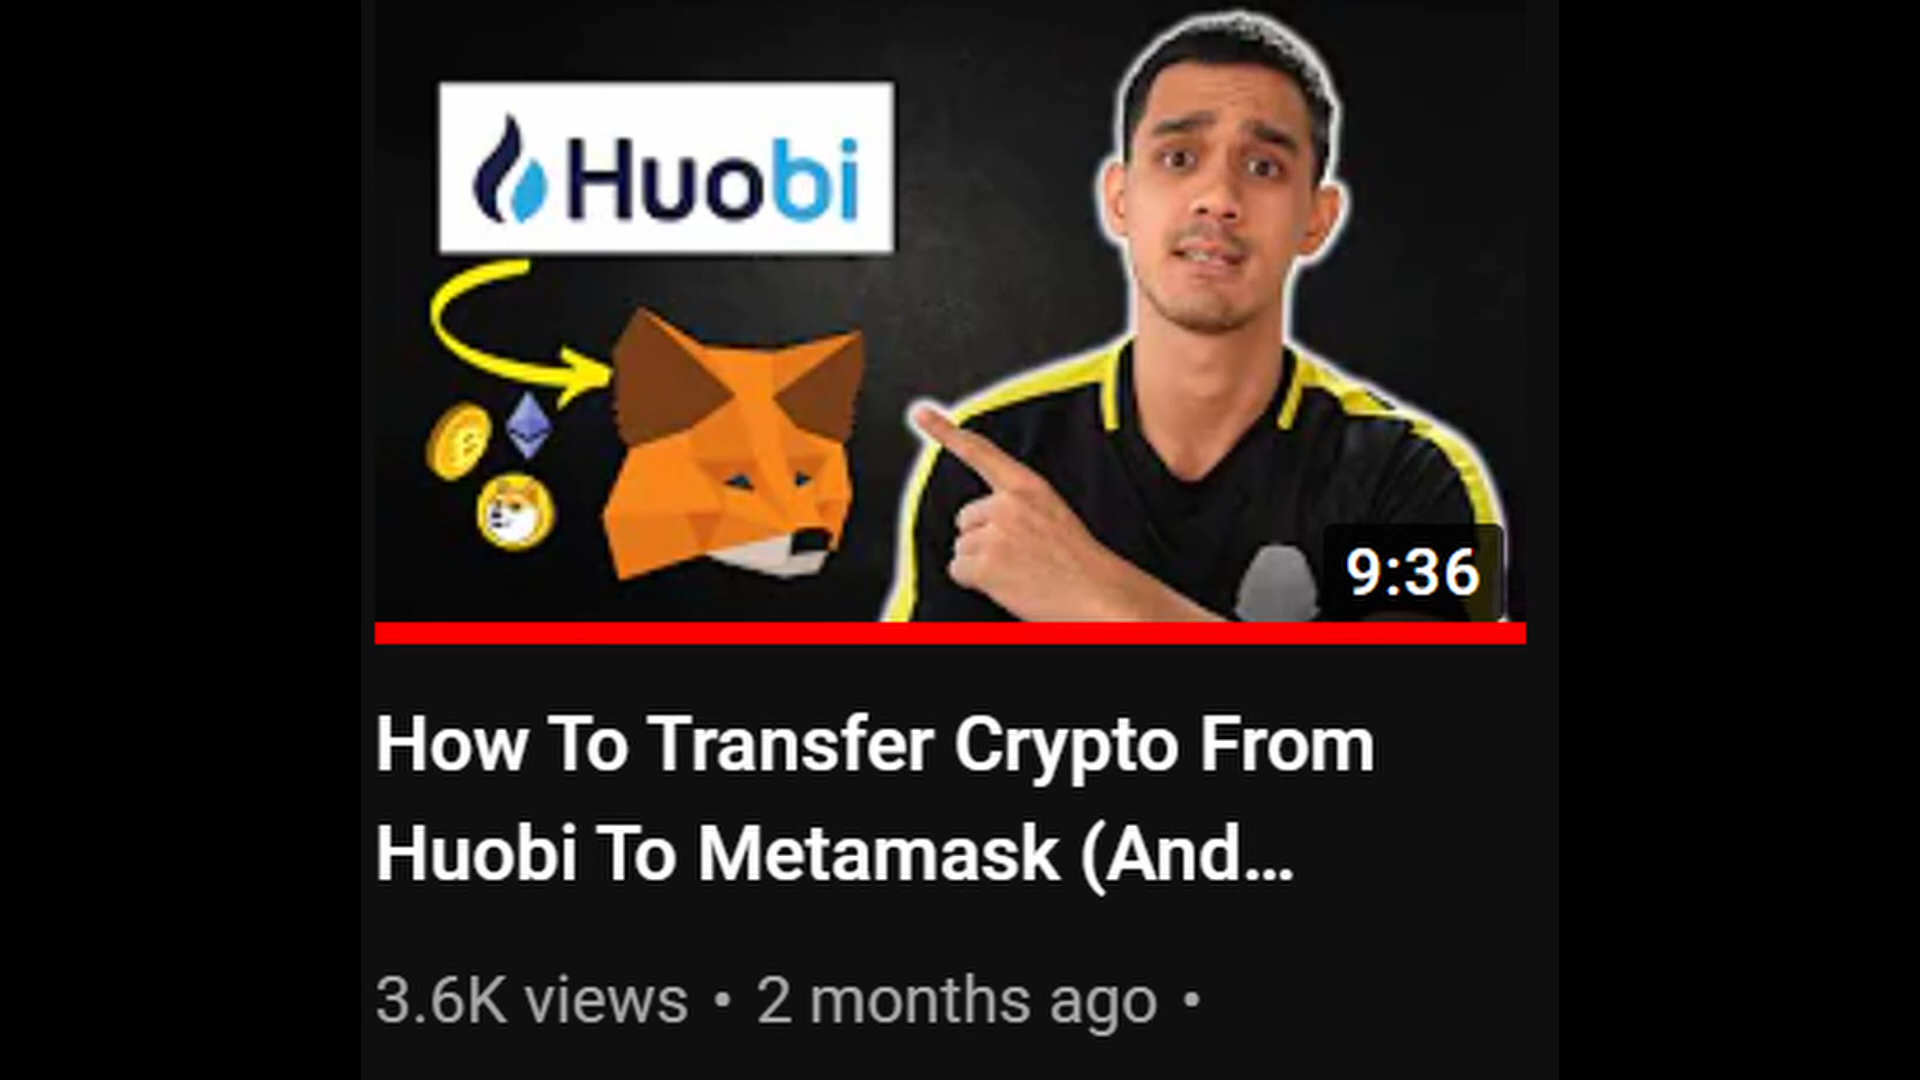 Huobi
9:36
How To Transfer Crypto From
Huobi To Metamask (And...
3.6K views • 2 months ago •